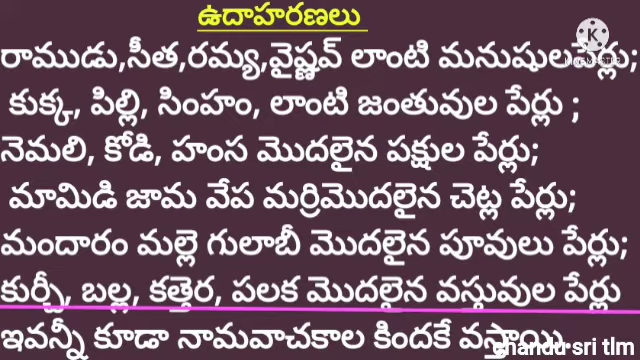 ఉదాహరణలు
రాముడు,సీత,రమ్య,వైష్ణవ్ లాంటి మనుషులపేర్లు;
కుక్క, పిల్లి, సింహం, లాంటి జంతువుల పేర్లు ;
నెమలి, కోడి, హంస మొదలైన పక్షుల పేర్లు;
మామిడి జామ వేప మర్రిమొదలైన చెట్ల పేర్లు;
మందారం మల్లె గులాబీ మొదలైన పూవులు పేర్లు;
కుర్చీ, బల్ల, కత్తెర, పలక మొదలైన వస్తువుల పేర్లు
ఇవన్నీ కూడా నామవాచకాల కిందకే వస్తాయి.
chandu sri tlm